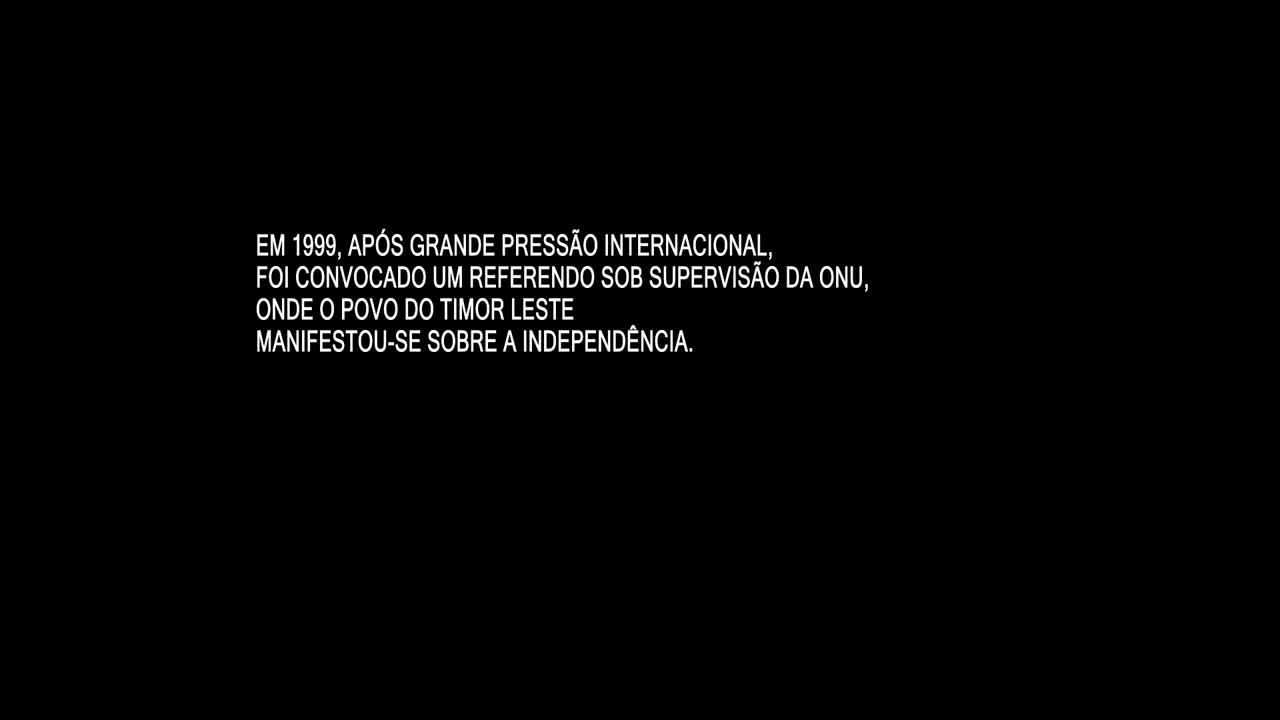 EM 1999, APÓS GRANDE PRESSÃO INTERNACIONAL,
FOI CONVOCADO UM REFERENDO SOB SUPERVISÃO DA ONU,
ONDE O POVO DO TIMOR LESTE
MANIFESTOU-SE SOBRE A INDEPENDÊNCIA.